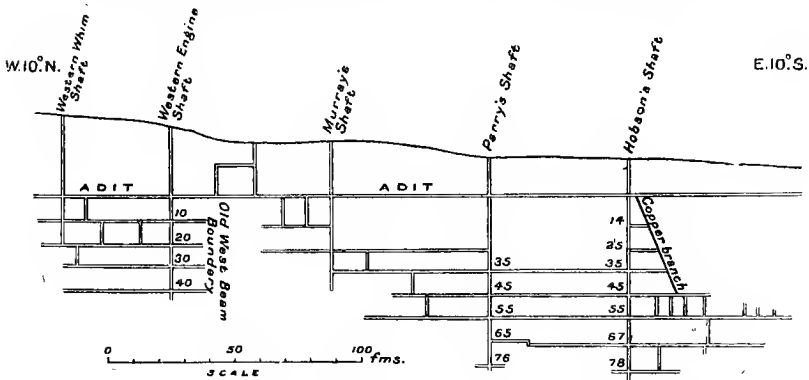 W.10°.N.
Western Whim
Shaft
Western Engine
Shaft
Murray's
Shaft
Parry's Shaft
Hobson's Shaft
E.10°.S.
ADIT
ADIT
10
20
30
40
Old West Beam
Boundery
14
25
35
35
45
45
55
55
65
67
76
78
Copper branch
0 50 100 fms.
SCALE